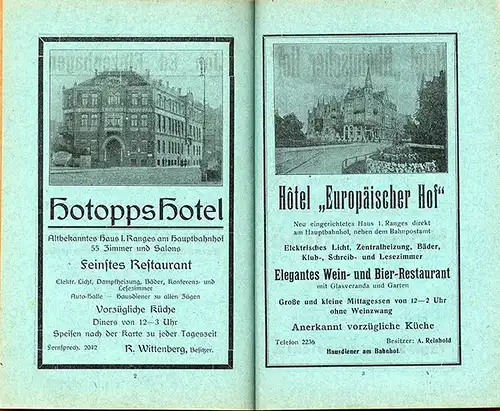 Hotopps Hotel
Altbekanntes Haus I. Ranges am Hauptbahnhof
55 Zimmer und Salons
Feinstes Restaurant
Elektr. Licht, Dampfheizung, Bäder, Konferenz- und
Lesezimmer
Auto-Halle — Hausdiener zu allen Zügen
Vorzügliche Küche
Diners von 12—3 Uhr
Speisen nach der Karte zu jeder Tageszeit
Fernsprech. 2042 R. Wittenberg, Besitzer.
2
Hôtel „Europäischer Hof"
Neu eingerichtetes Haus 1. Ranges direkt
am Hauptbahnhof, neben dem Bahnpostamt
Elektrisches Licht, Zentralheizung, Bäder,
Klub-, Schreib- und Lesezimmer
Elegantes Wein- und Bier-Restaurant
mit Glasveranda und Garten
Große und kleine Mittagessen von 12—2 Uhr
ohne Weinzwang
Anerkannt vorzügliche Küche
Telefon 2236 Besitzer: A. Reinhold
Hausdiener am Bahnhof.
3